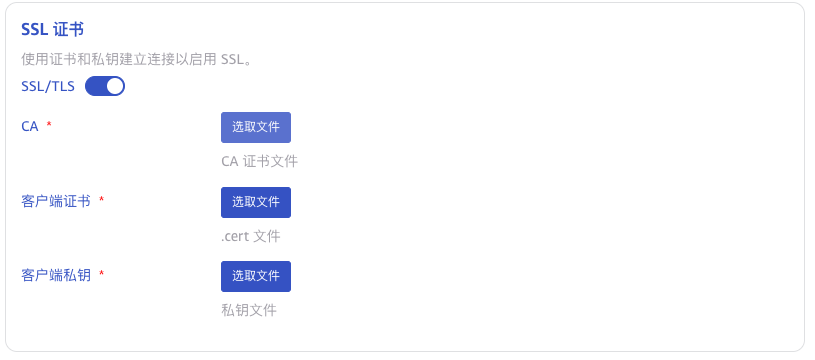 SSL 证书
使用证书和私钥建立连接以启用 SSL。
SSL/TLS
CA * 选取文件
CA 证书文件
客户端证书 * 选取文件
.cert 文件
客户端私钥 * 选取文件
私钥文件